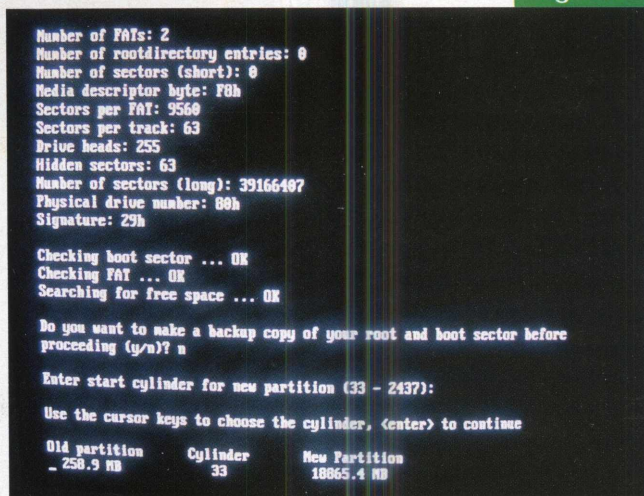 Number of FATs: 2
Number of rootdirectory entries: 0
Number of sectors (short): 0
Media descriptor byte: F8h
Sectors per FAT: 9560
Sectors per track: 63
Drive heads: 255
Hidden sectors: 63
Number of sectors (long): 39166407
Physical drive number: 80h
Signature: 29h
Checking boot sector ... OK
Checking FAT ... OK
Searching for free space ... OK
Do you want to make a backup copy of your root and boot sector before
proceeding (y/n)? n
Enter start cylinder for new partition (33 - 2437):
Use the cursor keys to choose the cylinder, <enter> to continue
Old partition Cylinder New Partition
_ 258.9 MB 33 18865.4 MB